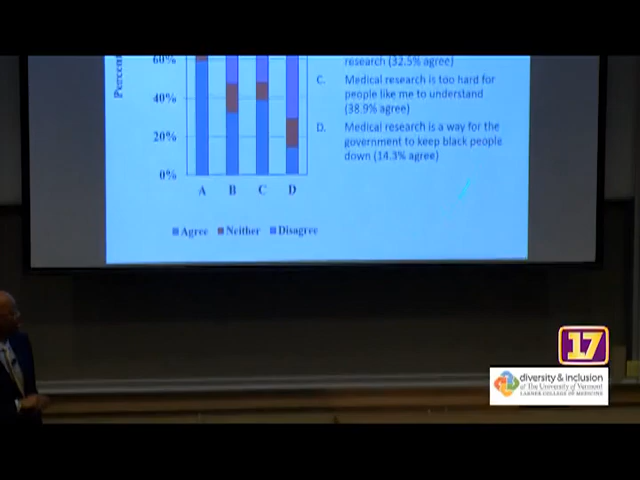 60%
40%
20%
0%
Percent
A B C D
Agree Neither Disagree
research (32.5% agree)
C. Medical research is too hard for
people like me to understand
(38.9% agree)
D. Medical research is a way for the
government to keep black people
down (14.3% agree)
17
diversity & inclusion
at The University of Vermont
LARNER COLLEGE OF MEDICINE